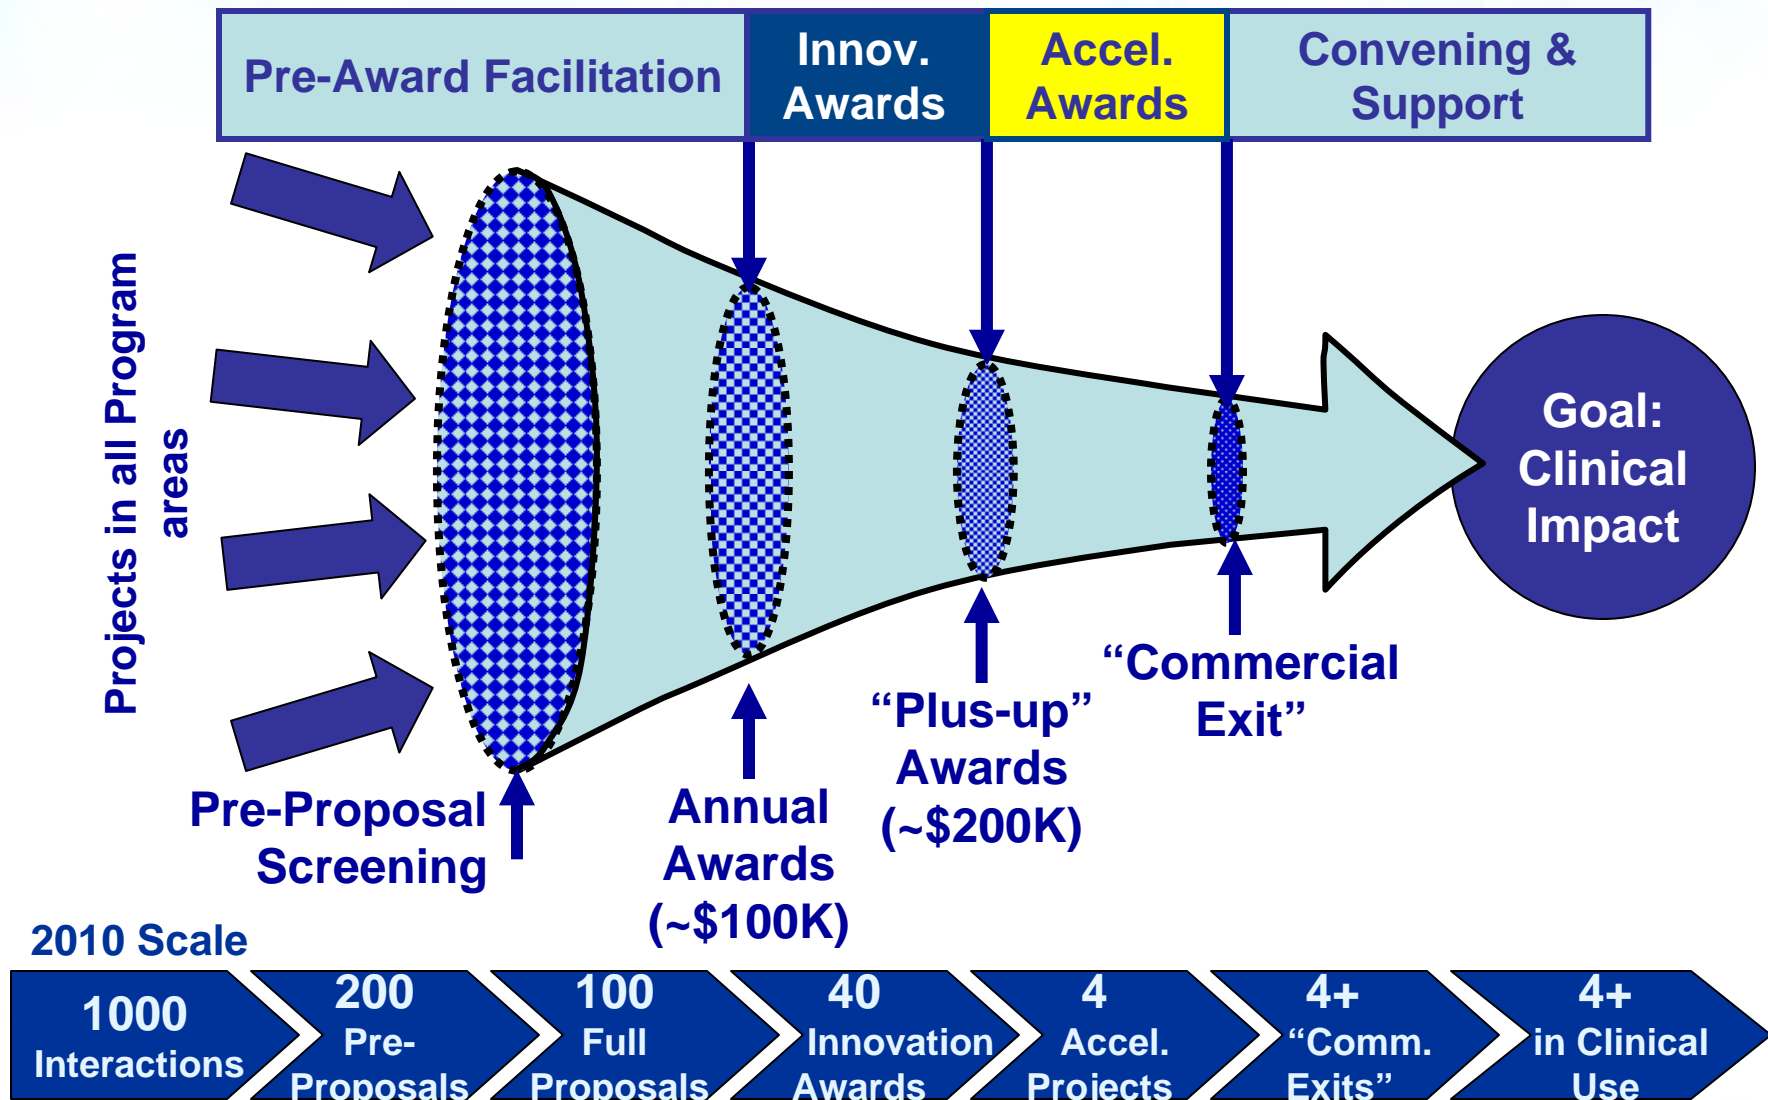 Pre-Award Facilitation
Innov.
Awards
Accel.
Awards
Convening &
Support
Projects in all Program
areas
Goal:
Clinical
Impact
“Commercial
Exit”
“Plus-up”
Awards
(~$200K)
Annual
Awards
(~$100K)
Pre-Proposal
Screening
2010 Scale
1000
Interactions
200
Pre-
Proposals
100
Full
Proposals
40
Innovation
Awards
4
Accel.
Projects
4+
“Comm.
Exits”
4+
in Clinical
Use